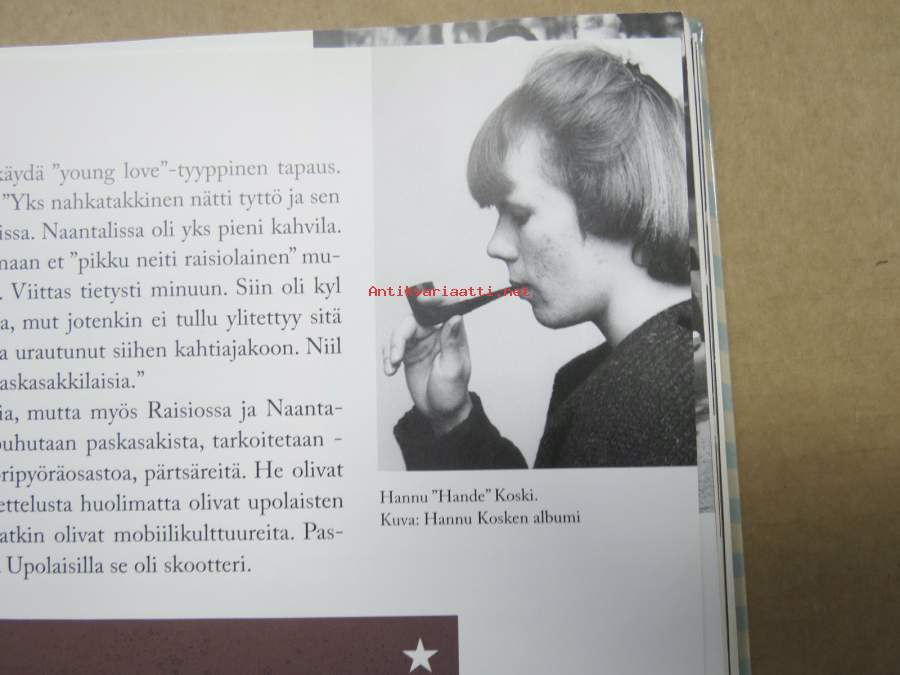 käydä ”young love”-tyyppinen tapaus.
”Yks nahkatakkinen nätti tyttö ja sen
issa. Naantalissa oli yks pieni kahvila.
maan et ”pikku neiti raisiolainen” mu-
. Viittas tietysti minuun. Siin oli kyl
a, mut jotenkin ei tullu ylitettyy sitä
a urautunut siihen kahtiajakoon. Niil
askasakkilaisia.”
ia, mutta myös Raisiossa ja Naanta-
puhutaan paskasakista, tarkoitetaan -
ripyöräosastoa, pärtsäreitä. He olivat
ettelusta huolimatta olivat upolaisten
atkin olivat mobiilikulttuureita. Pas-
Upolaisilla se oli skootteri.
Antikvariaatti.net
Hannu ”Hande” Koski.
Kuva: Hannu Kosken albumi